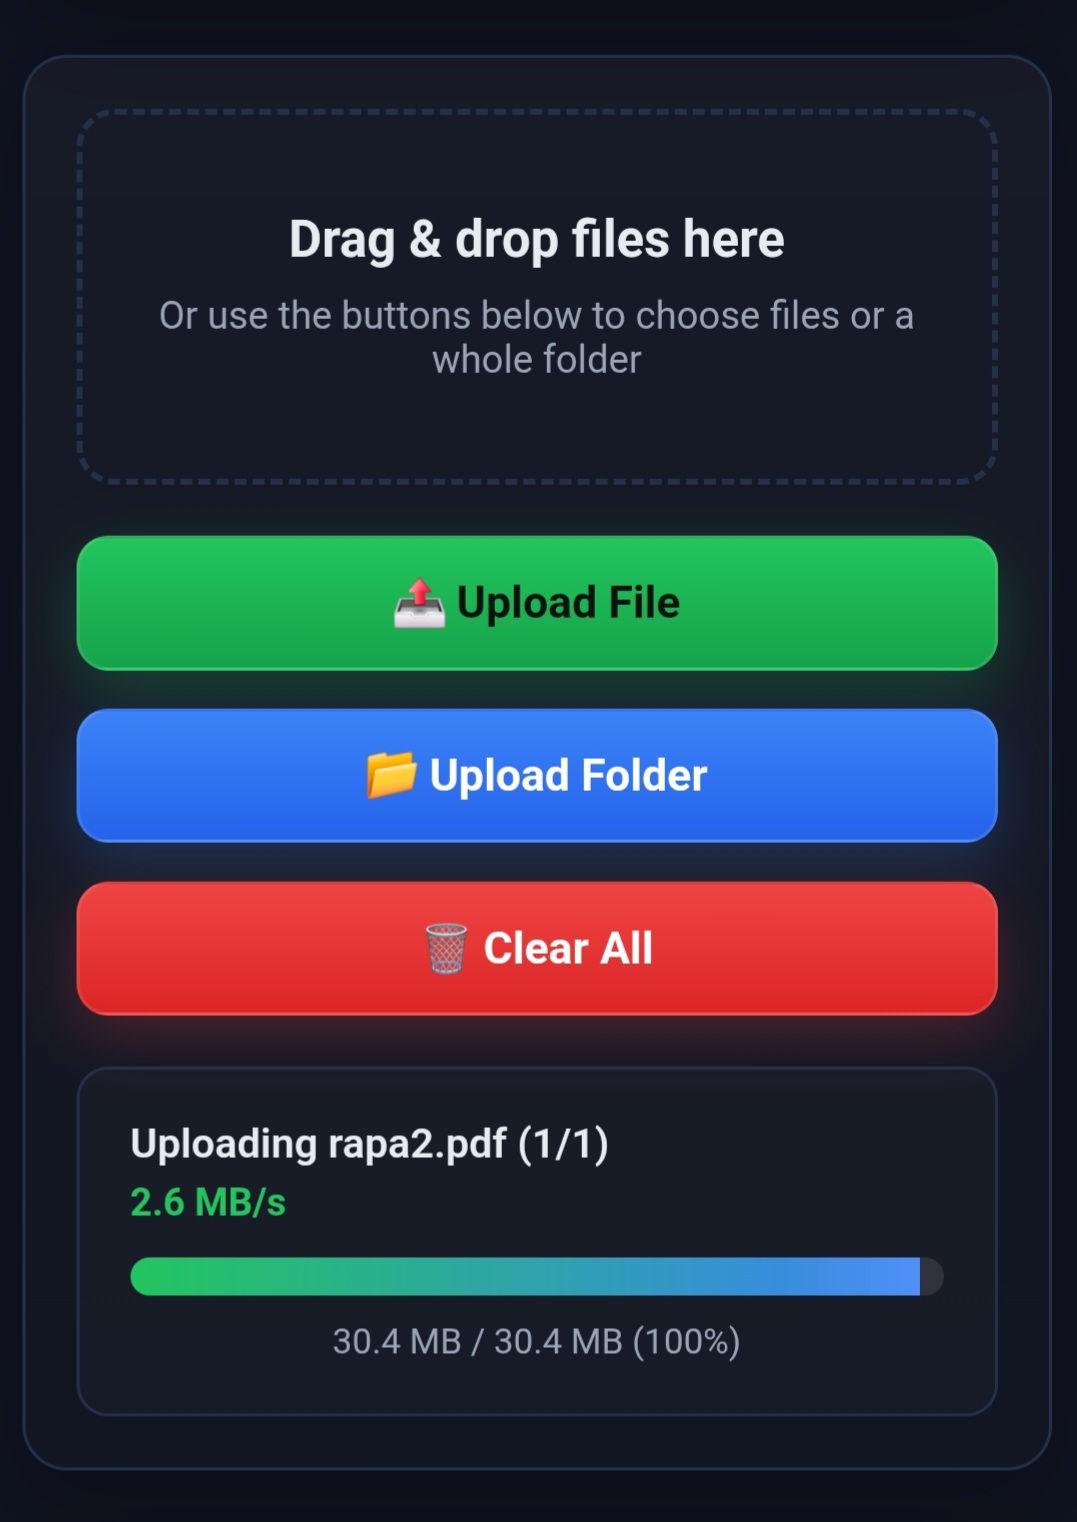 Drag & drop files here
Or use the buttons below to choose files or a
whole folder
📤 Upload File
📂 Upload Folder
🗑️ Clear All
Uploading rapa2.pdf (1/1)
2.6 MB/s
30.4 MB / 30.4 MB (100%)